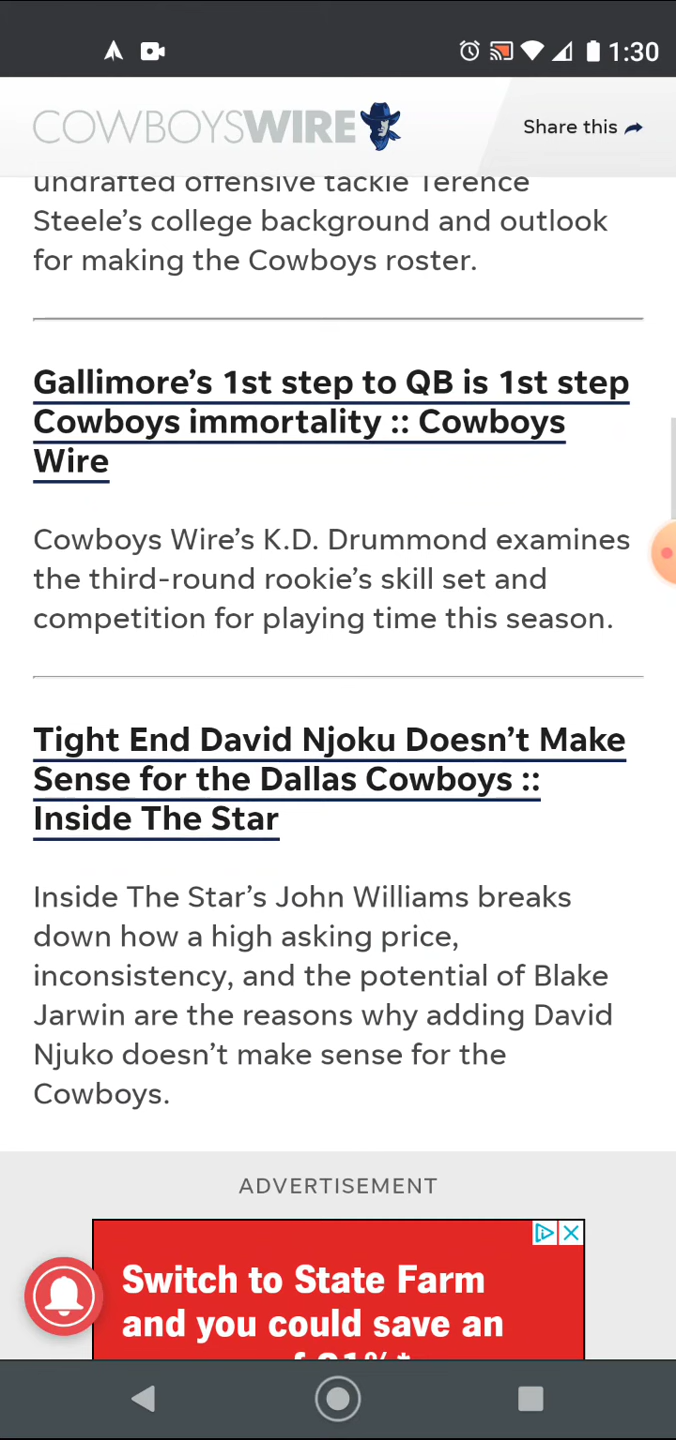 1:30
COWBOYSWIRE
Share this
undrafted offensive tackle Terence
Steele’s college background and outlook
for making the Cowboys roster.
Gallimore’s 1st step to QB is 1st step
Cowboys immortality :: Cowboys
Wire
Cowboys Wire’s K.D. Drummond examines
the third-round rookie’s skill set and
competition for playing time this season.
Tight End David Njoku Doesn’t Make
Sense for the Dallas Cowboys ::
Inside The Star
Inside The Star’s John Williams breaks
down how a high asking price,
inconsistency, and the potential of Blake
Jarwin are the reasons why adding David
Njuko doesn’t make sense for the
Cowboys.
ADVERTISEMENT
Switch to State Farm
and you could save an